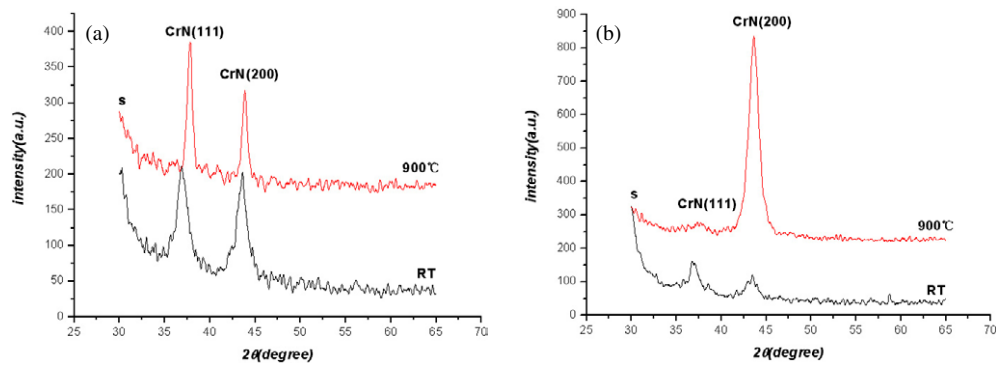 (a)
CrN(111)
CrN(200)
s
900℃
RT
intensity(a.u.)
400
350
300
250
200
150
100
50
0
25 30 35 40 45 50 55 60 65 70
2θ(degree)
(b)
CrN(200)
s
CrN(111)
900℃
RT
intensity(a.u.)
900
800
700
600
500
400
300
200
100
0
25 30 35 40 45 50 55 60 65 70
2θ(degree)